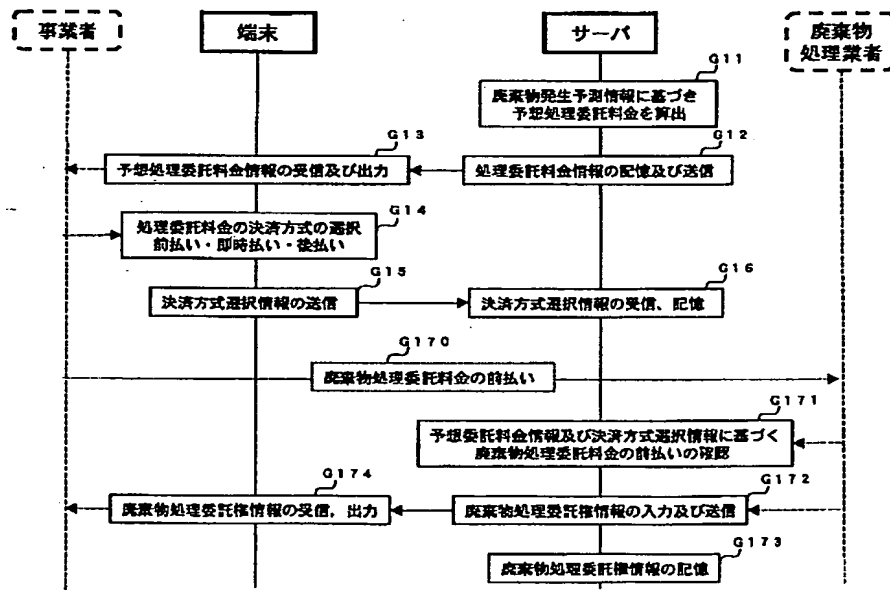 事業者
端末
サーバ
廃棄物
処理業者
G11
廃棄物発生予測情報に基づき
予想処理委託料金を算出
G13
予想処理委託料金情報の受信及び出力
G12
処理委託料金情報の記憶及び送信
G14
処理委託料金の決済方式の選択
前払い・即時払い・後払い
G15
決済方式選択情報の送信
G16
決済方式選択情報の受信、記憶
G170
廃棄物処理委託料金の前払い
G171
予想委託料金情報及び決済方式選択情報に基づく
廃棄物処理委託料金の前払いの確認
G174
廃棄物処理委託権情報の受信，出力
G172
廃棄物処理委託権情報の入力及び送信
G173
廃棄物処理委託権情報の記憶